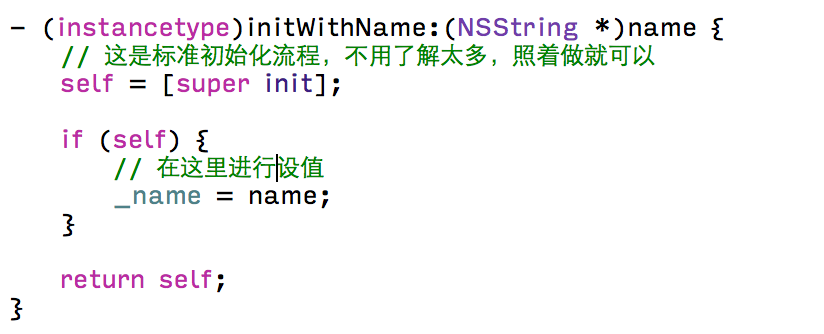 - (instancetype)initWithName:(NSString *)name {
    // 这是标准初始化流程，不用了解太多，照着做就可以
    self = [super init];

    if (self) {
        // 在这里进行设值
        _name = name;
    }

    return self;
}